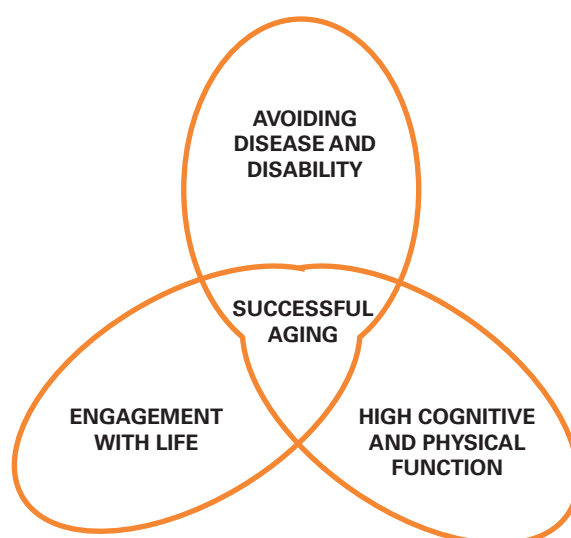 AVOIDING
DISEASE AND
DISABILITY
SUCCESSFUL
AGING
ENGAGEMENT
WITH LIFE
HIGH COGNITIVE
AND PHYSICAL
FUNCTION